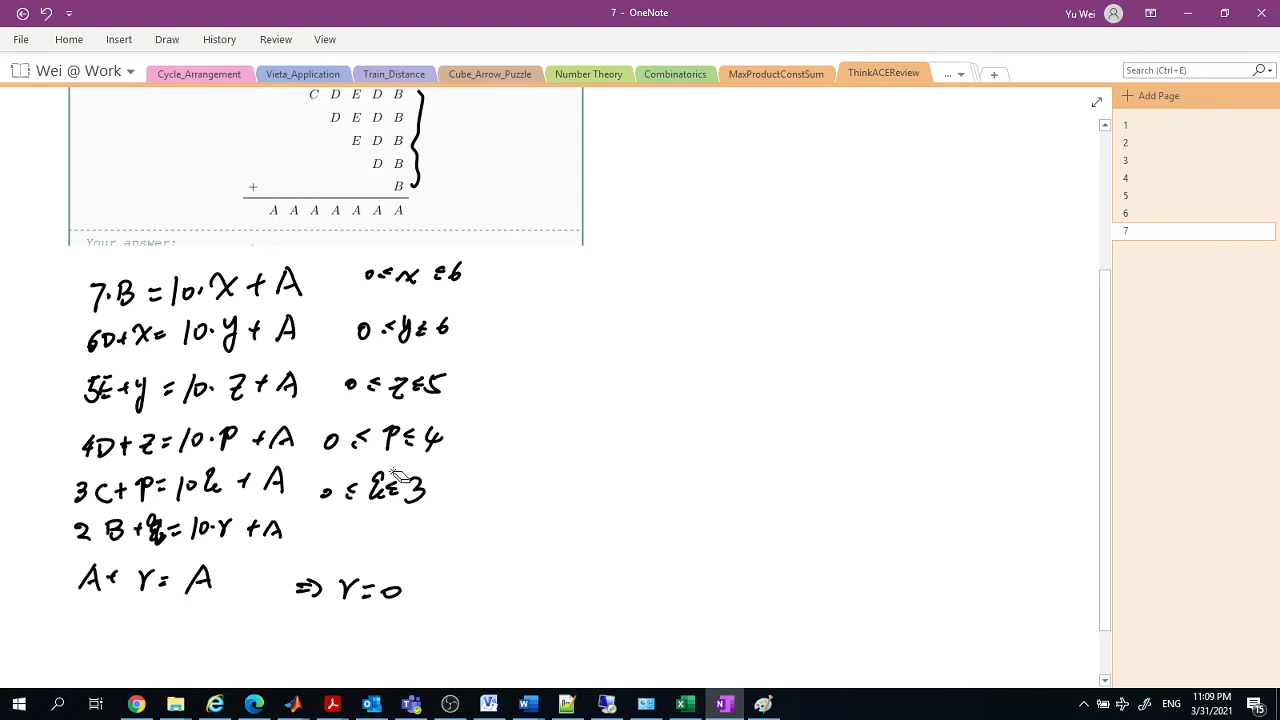 7 - OneNote
Yu Wei
File Home Insert Draw History Review View
Wei @ Work
Cycle_Arrangement Vieta_Application Train_Distance Cube_Arrow_Puzzle Number Theory Combinatorics MaxProductConstSum ThinkACEReview ...
Search (Ctrl+E)
Add Page
1
2
3
4
5
6
7
C D E D B
D E D B
E D B
D B
+ B
A A A A A A A
Your answer:
7·B = 10·x + A 0 ≤ x ≤ 6
6D + x = 10·y + A 0 ≤ y ≤ 6
5E + y = 10·z + A 0 ≤ z ≤ 5
4D + z = 10·p + A 0 ≤ p ≤ 4
3C + p = 10q + A 0 ≤ q ≤ 3
2B + q = 10·r + A
A + r = A ⇒ r = 0
11:09 PM
3/31/2021
15